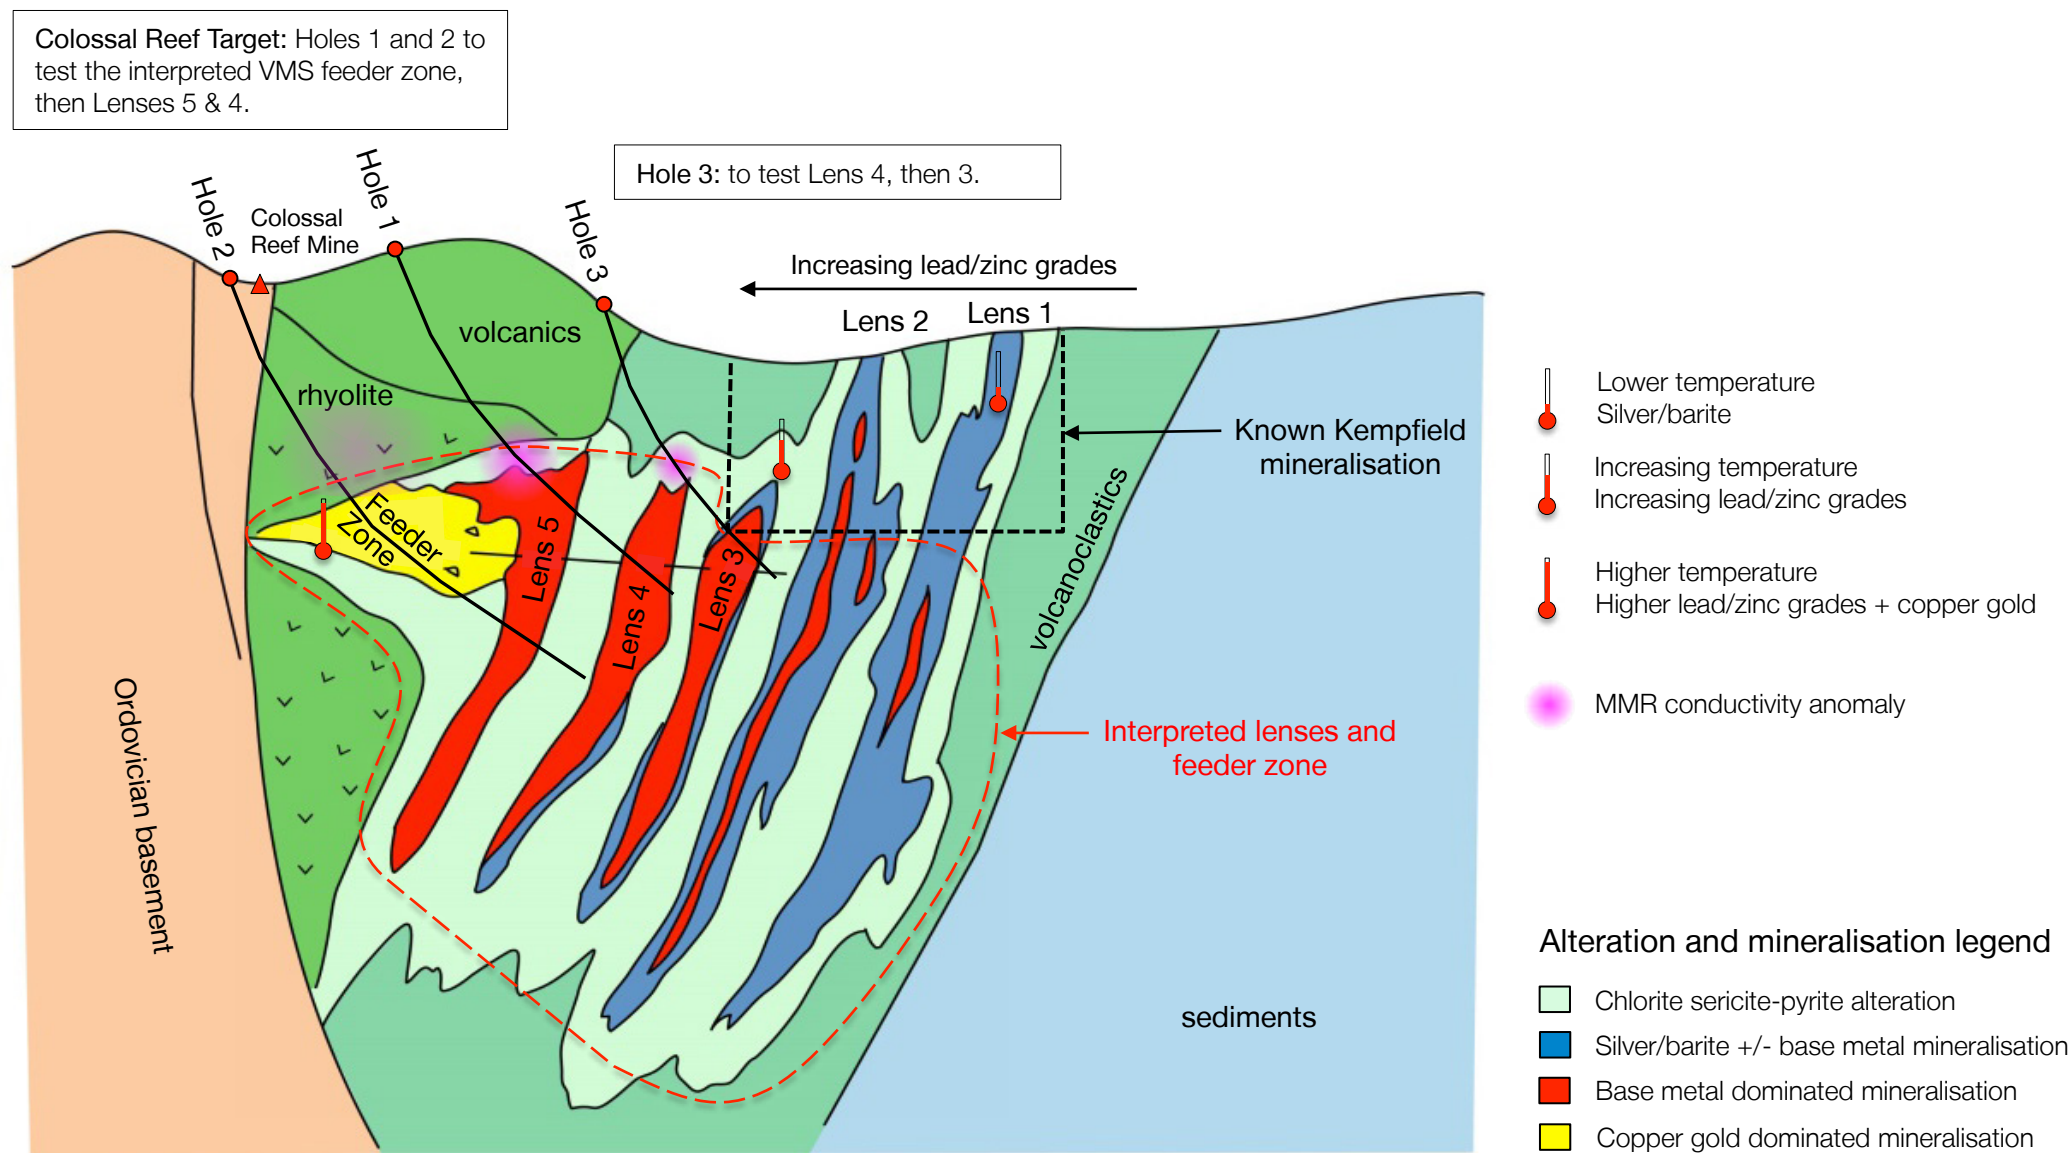 Colossal Reef Target: Holes 1 and 2 to
test the interpreted VMS feeder zone,
then Lenses 5 & 4.
Hole 3: to test Lens 4, then 3.
Hole 2
Colossal
Reef Mine
Hole 1
Hole 3
Increasing lead/zinc grades
Lens 2
Lens 1
volcanics
rhyolite
Feeder
Zone
Lens 5
Lens 4
Lens 3
Known Kempfield
mineralisation
volcanoclastics
Interpreted lenses and
feeder zone
Ordovician basement
sediments
Lower temperature
Silver/barite
Increasing temperature
Increasing lead/zinc grades
Higher temperature
Higher lead/zinc grades + copper gold
MMR conductivity anomaly
Alteration and mineralisation legend
Chlorite sericite-pyrite alteration
Silver/barite +/- base metal mineralisation
Base metal dominated mineralisation
Copper gold dominated mineralisation